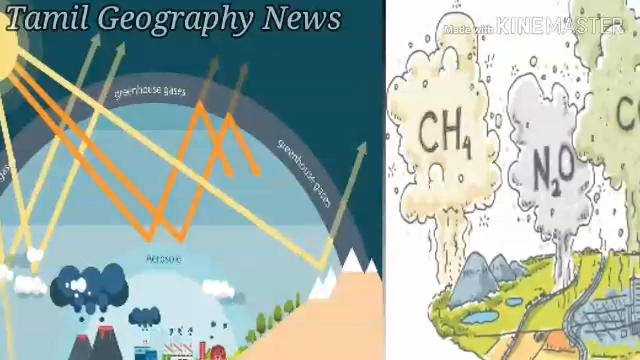 Tamil Geography News
Made with KINEMASTER
greenhouse gases
greenhouse gases
Aerosols
CH4
N2O
C